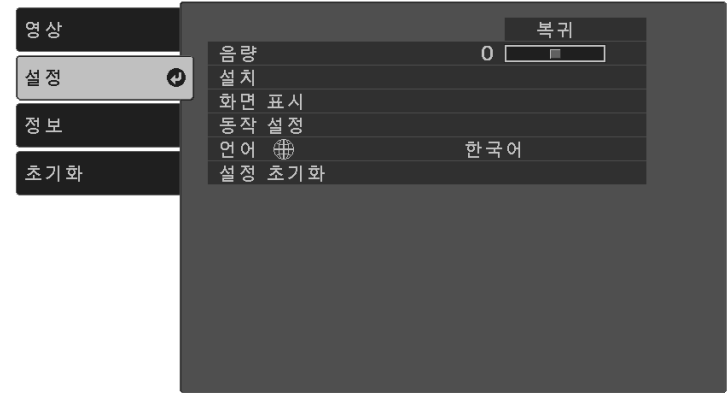 영상
설정
정보
초기화
복귀
음량 0
설치
화면 표시
동작 설정
언어 한국어
설정 초기화